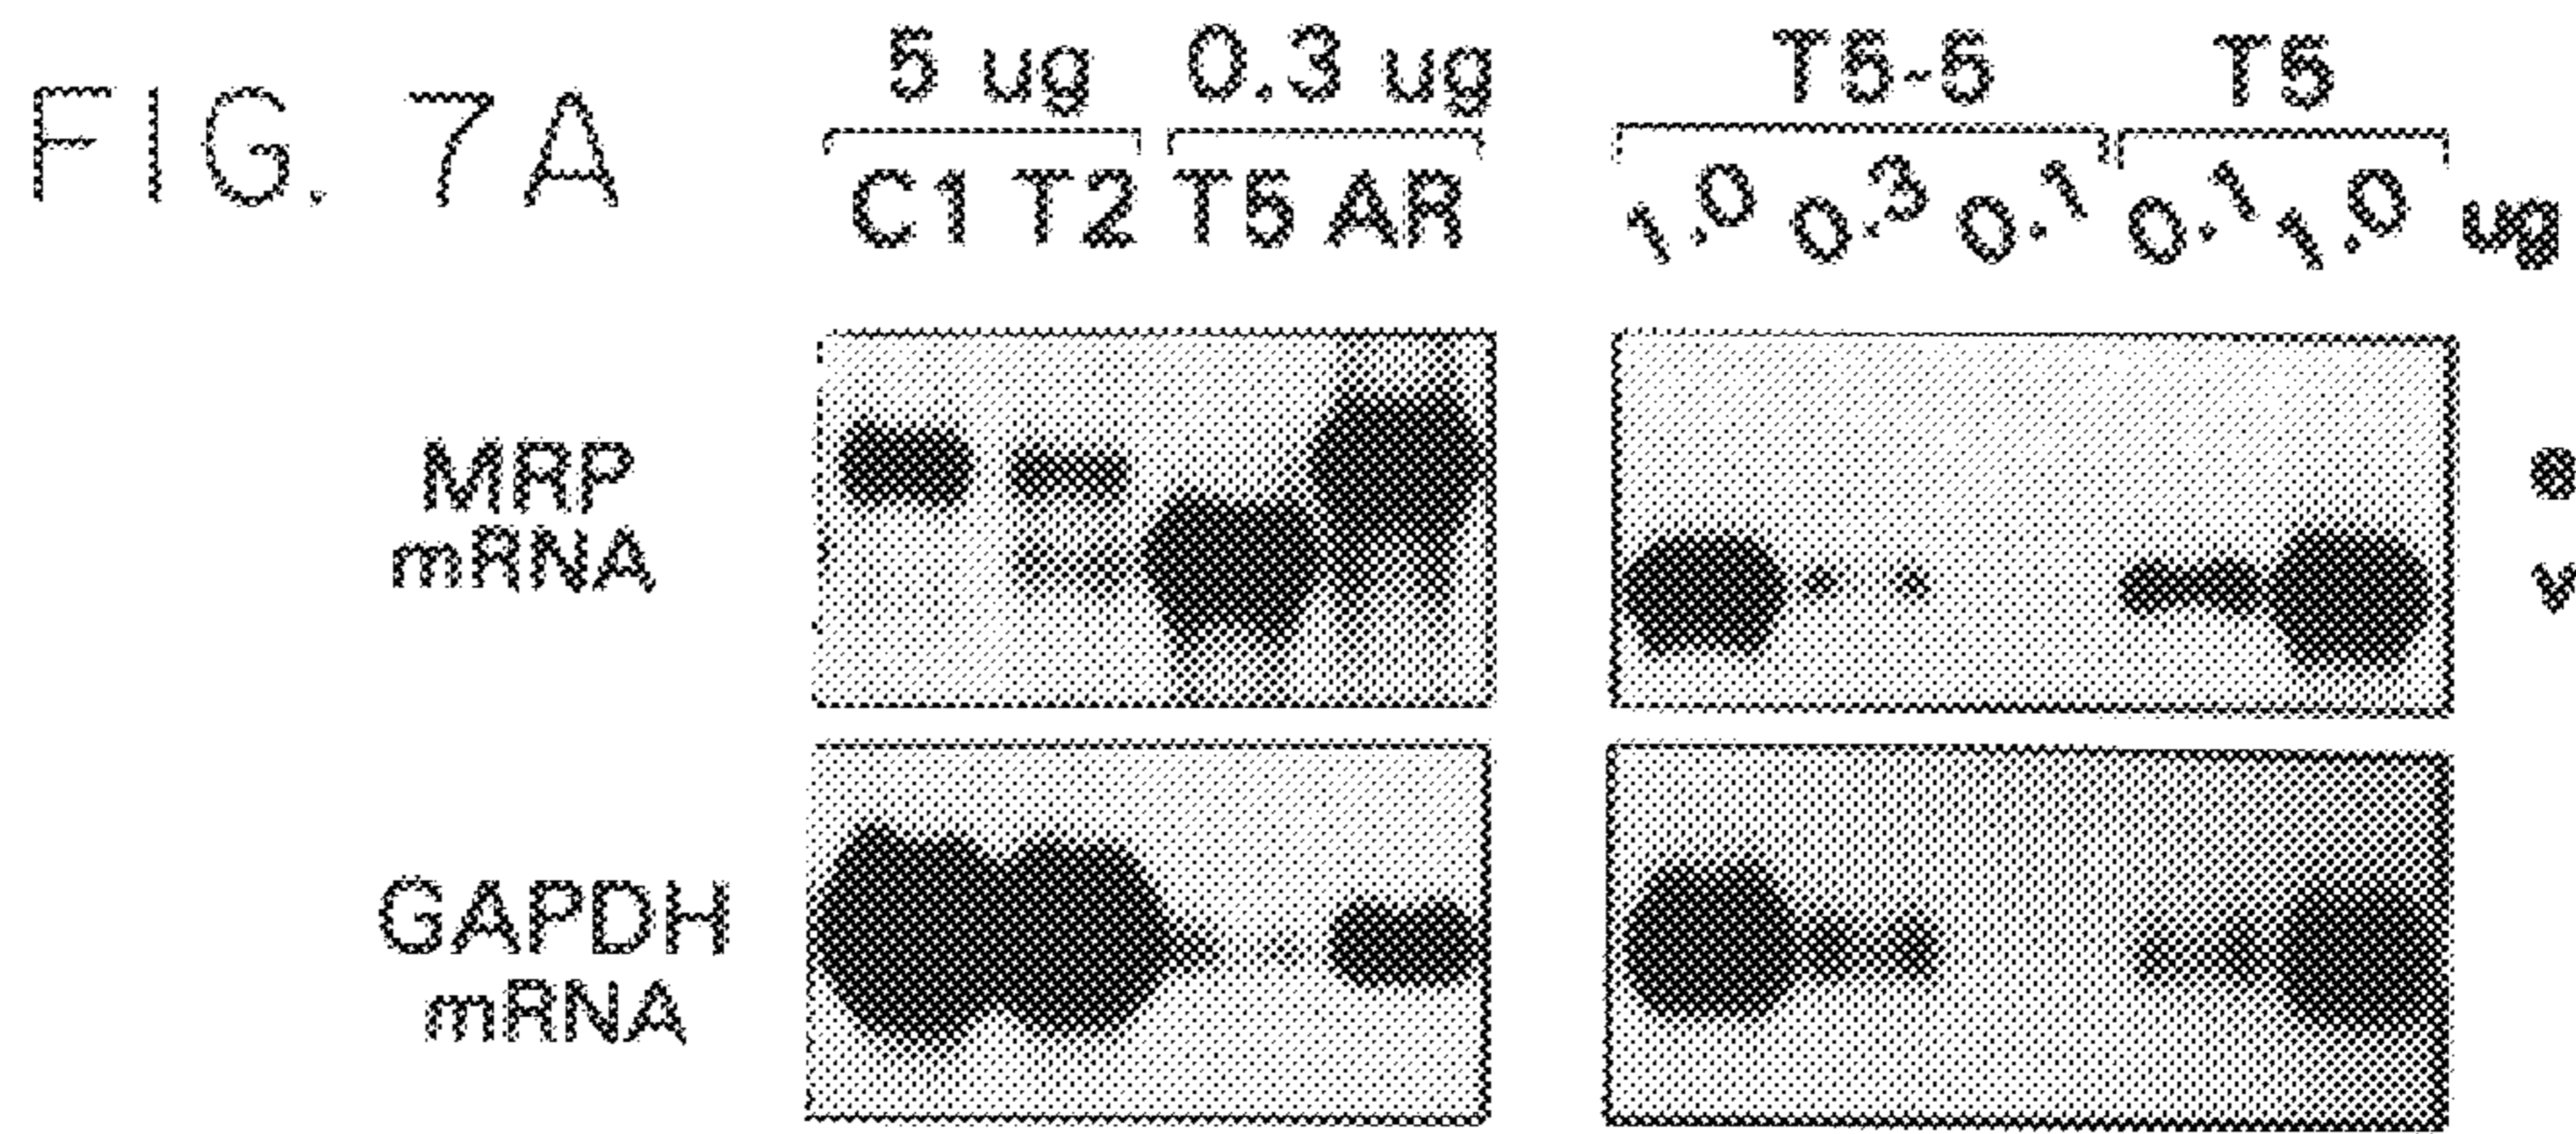 FIG. 7A
5 ug 0.3 ug T5-5 T5
C1 T2 T5 AR 1.0 0.3 0.1 0.1 1.0 ug
MRP
mRNA
GAPDH
mRNA